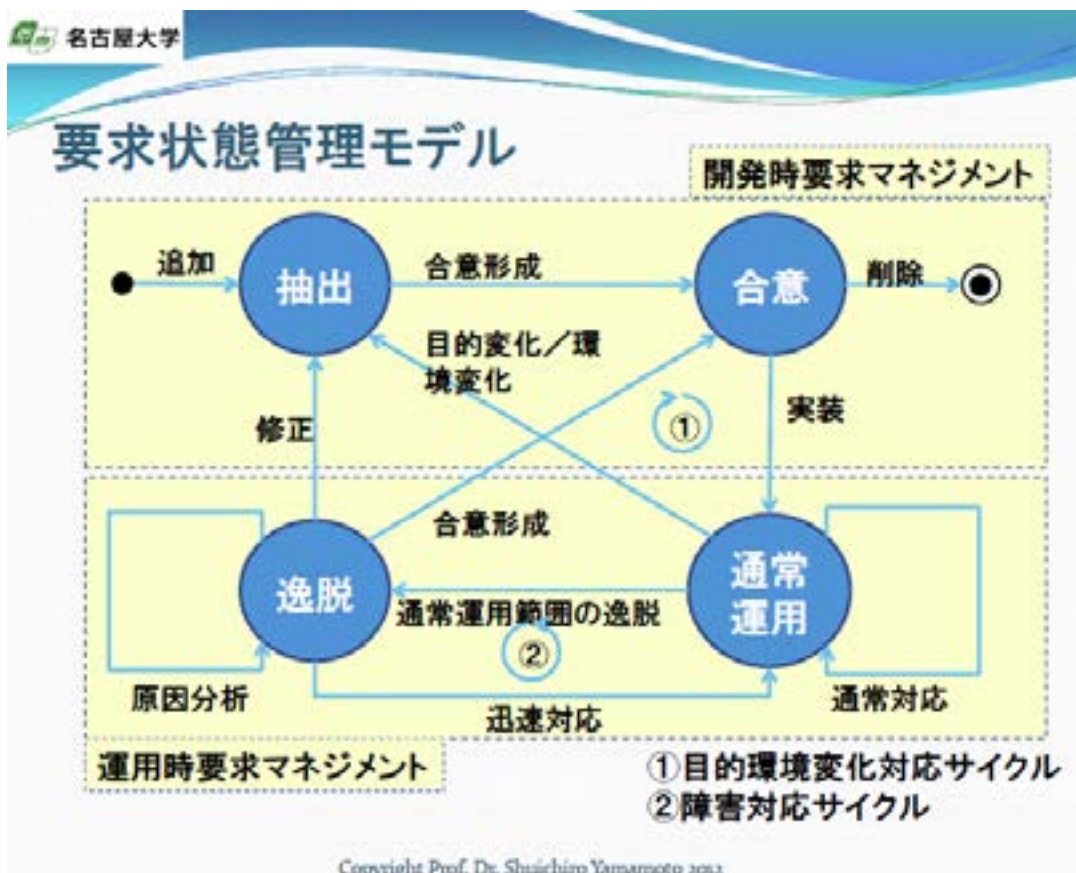 名古屋大学
要求状態管理モデル
開発時要求マネジメント
追加
抽出
合意形成
合意
削除
目的変化／環
境変化
①
実装
修正
合意形成
逸脱
通常
運用
通常運用範囲の逸脱
②
原因分析
迅速対応
通常対応
運用時要求マネジメント
①目的環境変化対応サイクル
②障害対応サイクル
Copyright Prof. Dr. Shuichiro Yamamoto 2012